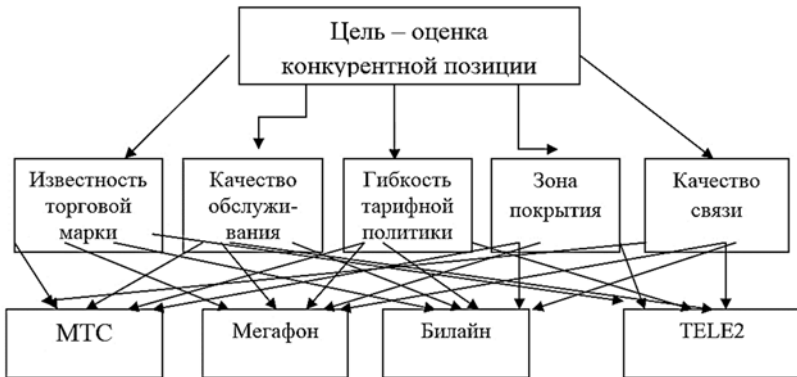 Цель – оценка
конкурентной позиции
Известность
торговой
марки
Качество
обслужи-
вания
Гибкость
тарифной
политики
Зона
покрытия
Качество
связи
МТС
Мегафон
Билайн
TELE2